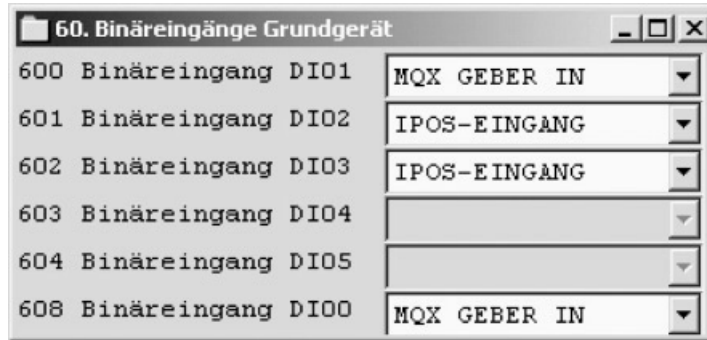 60. Binäreingänge Grundgerät
600 Binäreingang DI01 MQX GEBER IN
601 Binäreingang DI02 IPOS-EINGANG
602 Binäreingang DI03 IPOS-EINGANG
603 Binäreingang DI04
604 Binäreingang DI05
608 Binäreingang DI00 MQX GEBER IN